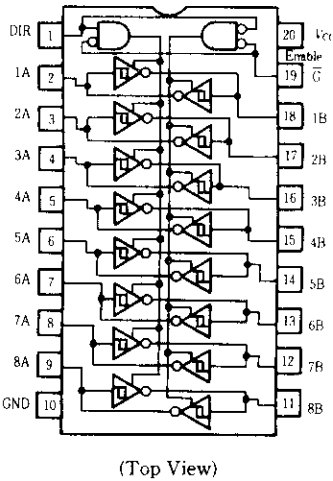 DIR 1 20 Vcc
Enable
19 G̅
1A 2 18 1B
2A 3 17 2B
3A 4 16 3B
4A 5 15 4B
5A 6 14 5B
6A 7 13 6B
7A 8 12 7B
8A 9 11 8B
GND 10
(Top View)